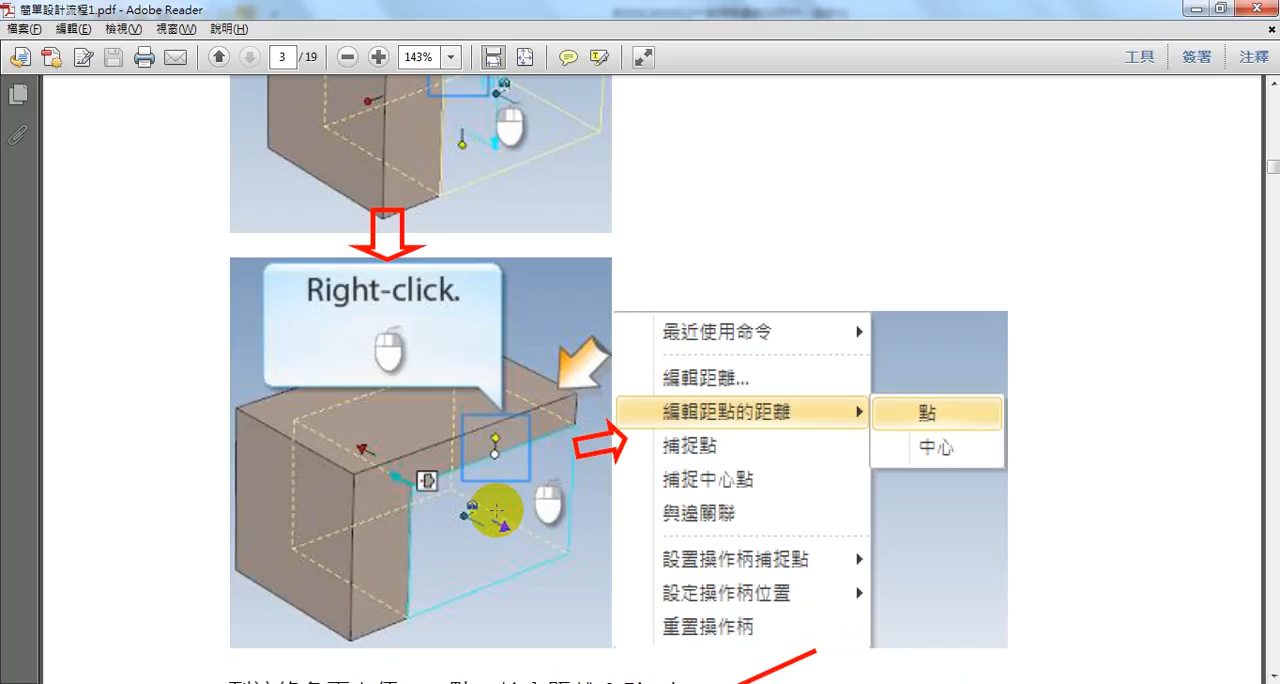 簡單設計流程1.pdf - Adobe Reader
檔案(F) 編輯(E) 檢視(V) 視窗(W) 說明(H)
3 / 19 143% 工具 簽署 注釋
Right-click.
最近使用命令
編輯距離...
編輯距點的距離
點
捕捉點
中心
捕捉中心點
與邊關聯
設置操作柄捕捉點
設定操作柄位置
重置操作柄